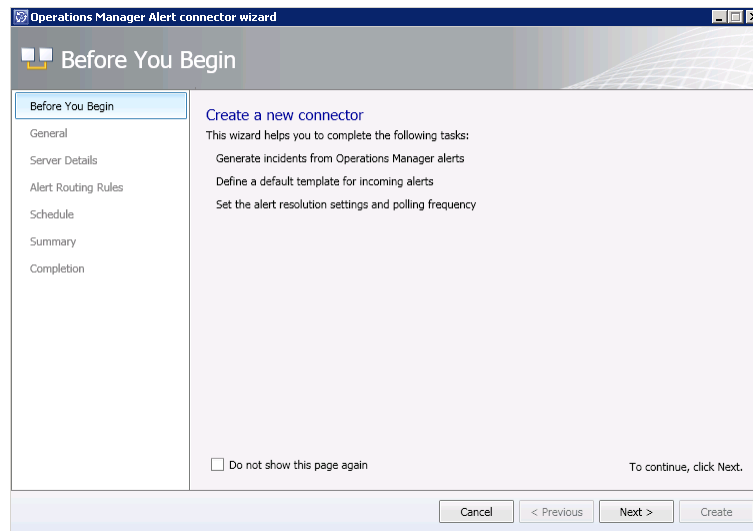 Operations Manager Alert connector wizard
Before You Begin
Before You Begin
General
Server Details
Alert Routing Rules
Schedule
Summary
Completion
Create a new connector
This wizard helps you to complete the following tasks:
Generate incidents from Operations Manager alerts
Define a default template for incoming alerts
Set the alert resolution settings and polling frequency
Do not show this page again
To continue, click Next.
Cancel
< Previous
Next >
Create